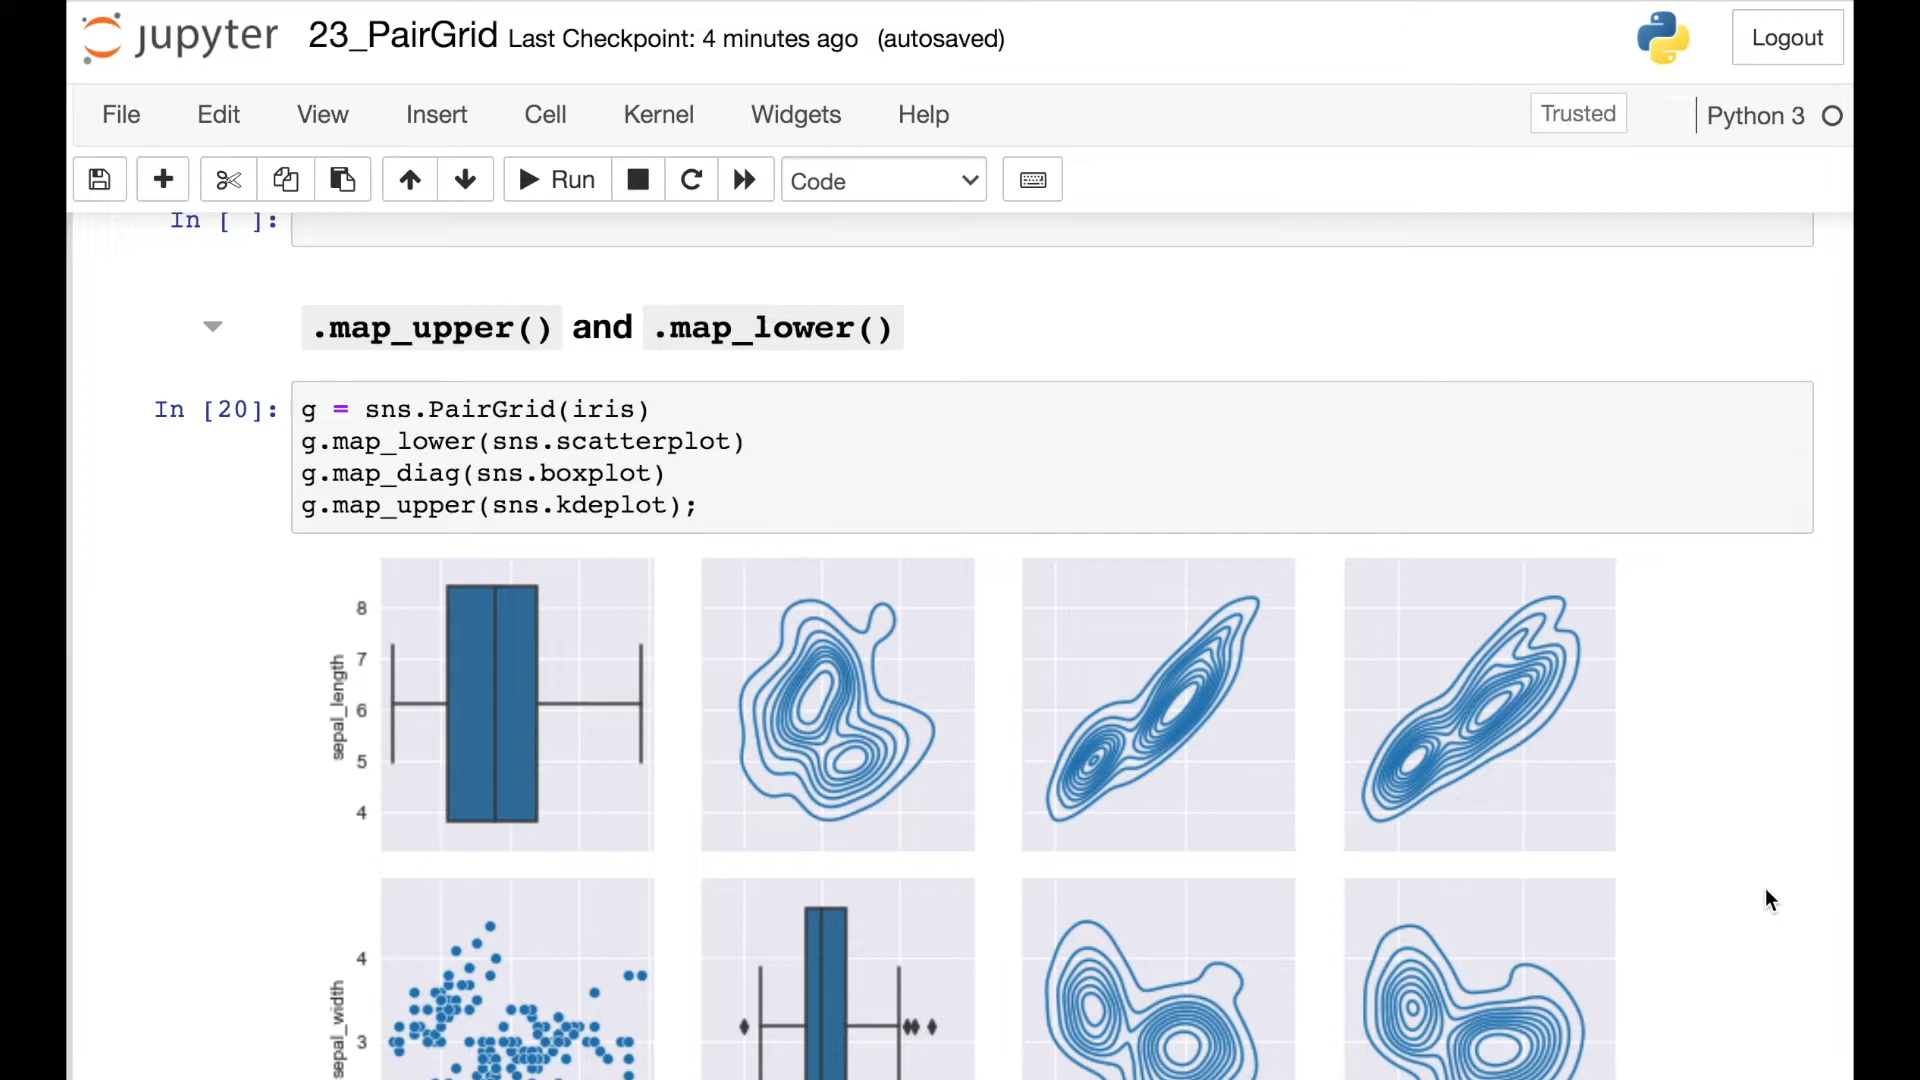 jupyter 23_PairGrid Last Checkpoint: 4 minutes ago (autosaved) Logout
File Edit View Insert Cell Kernel Widgets Help Trusted Python 3
Run Code
In [ ]:
.map_upper() and .map_lower()
In [20]: g = sns.PairGrid(iris)
g.map_lower(sns.scatterplot)
g.map_diag(sns.boxplot)
g.map_upper(sns.kdeplot);
sepal_length
8
7
6
5
4
sepal_width
4
3